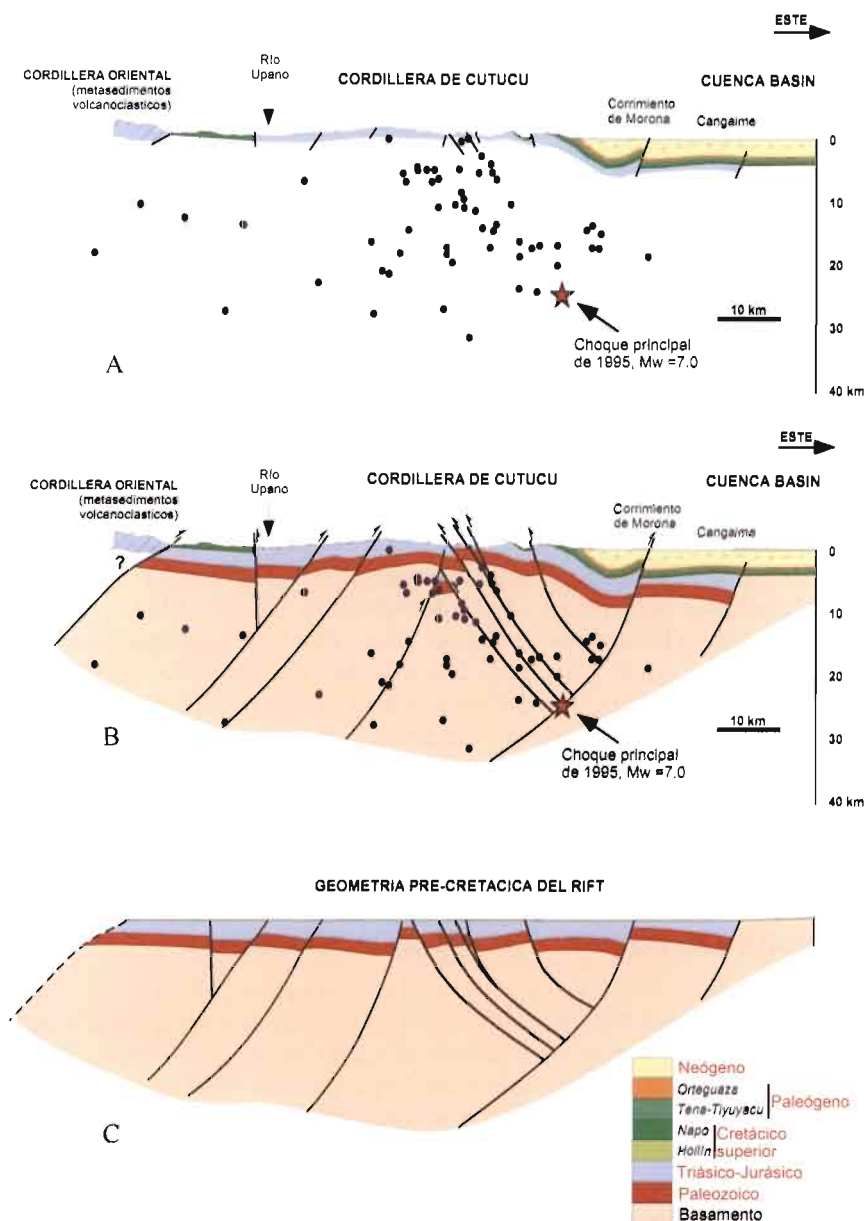 ESTE
CORDILLERA ORIENTAL
(metasedimentos
volcanoclasticos)
Río
Upano
CORDILLERA DE CUTUCU
CUENCA BASIN
Corrimiento
de Morona
Cangaime
0
10
20
30
40 km
10 km
Choque principal
de 1995, Mw =7.0
A
ESTE
CORDILLERA ORIENTAL
(metasedimentos
volcanoclasticos)
Río
Upano
CORDILLERA DE CUTUCU
CUENCA BASIN
Corrimiento
de Morona
Cangaime
?
0
10
20
30
40 km
10 km
Choque principal
de 1995, Mw =7.0
B
GEOMETRIA PRE-CRETACICA DEL RIFT
C
Neógeno
Orteguaza
Tena-Tiyuyacu
Paleógeno
Napo
Hollín
Cretácico
superior
Triásico-Jurásico
Paleozoico
Basamento